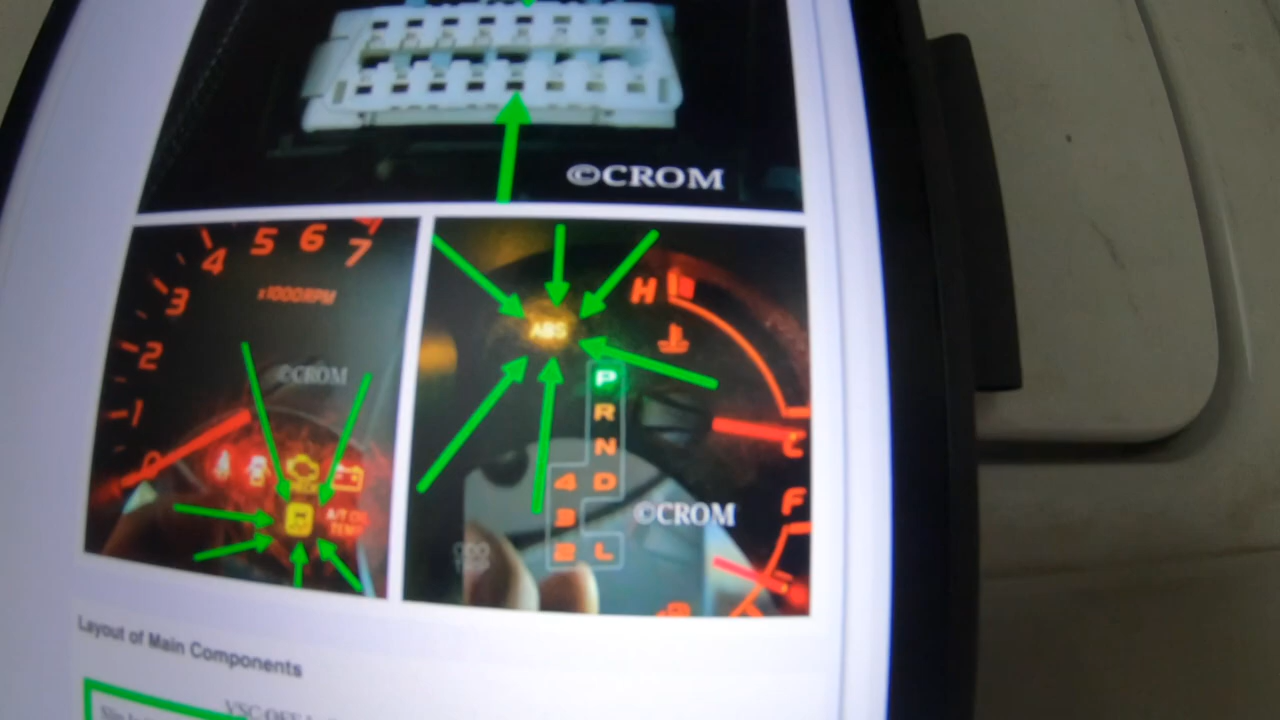 ©CROM
4 5 6 7
3
x1000RPM
2
©CROM
1
0
A/T OIL
TEMP
H
ABS
P
R
N
C
4 D
3
F
©CROM
2 L
Layout of Main Components
VSC OFF